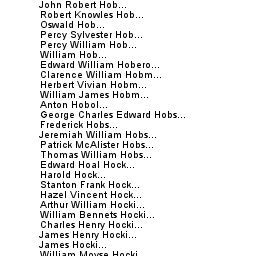 John Robert Hob...
Robert Knowles Hob...
Oswald Hob...
Percy Sylvester Hob...
Percy William Hob...
William Hob...
Edward William Hobero...
Clarence William Hobm...
Herbert Vivian Hobm...
William James Hobm...
Anton Hobol...
George Charles Edward Hobs...
Frederick Hobs...
Jeremiah William Hobs...
Patrick McAlister Hobs...
Thomas William Hobs...
Edward Hoal Hock...
Harold Hock...
Stanton Frank Hock...
Hazel Vincent Hock...
Arthur William Hocki...
William Bennets Hocki...
Charles Henry Hocki...
James Henry Hocki...
James Hocki...
William Moyse Hocki